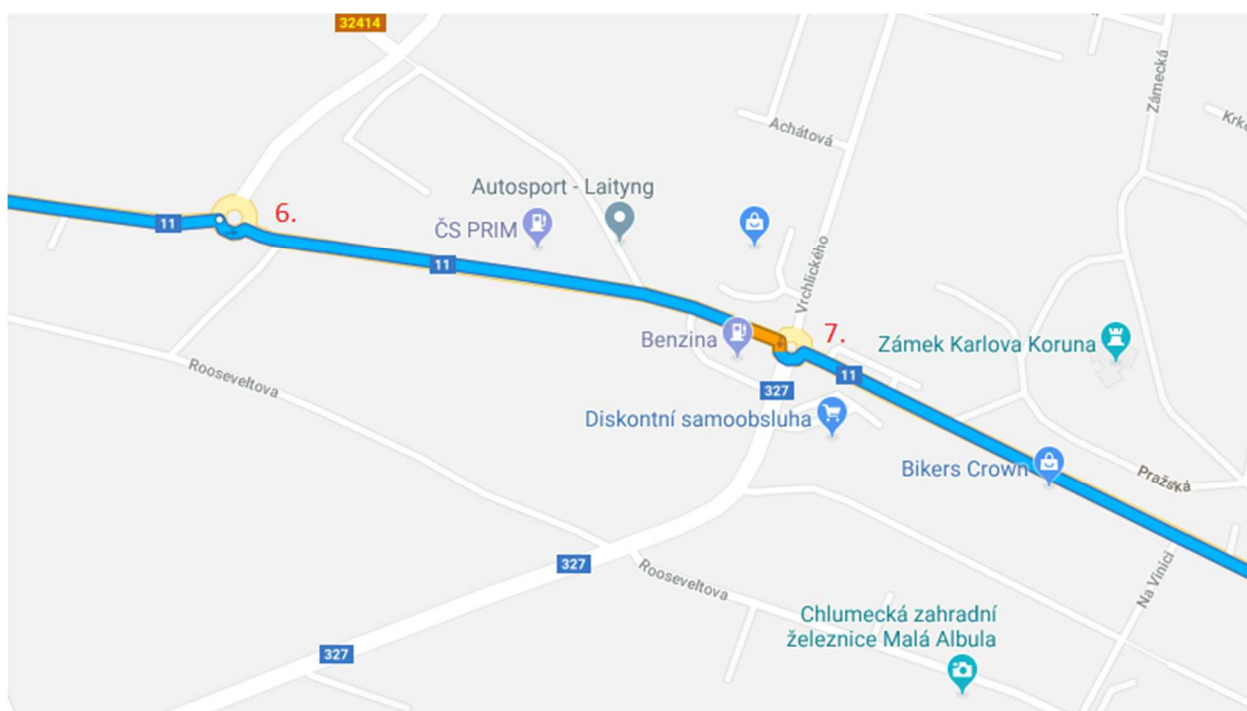 32414
Zámecká
Krko
Achátová
Autosport - Laityng
6.
11
ČS PRIM
11
Vrchlického
Benzina
7.
Zámek Karlova Koruna
11
327
Rooseveltova
Diskontní samoobsluha
Bikers Crown
Pražská
327
Rooseveltova
Na Vinici
Chlumecká zahradní
železnice Malá Albula
327